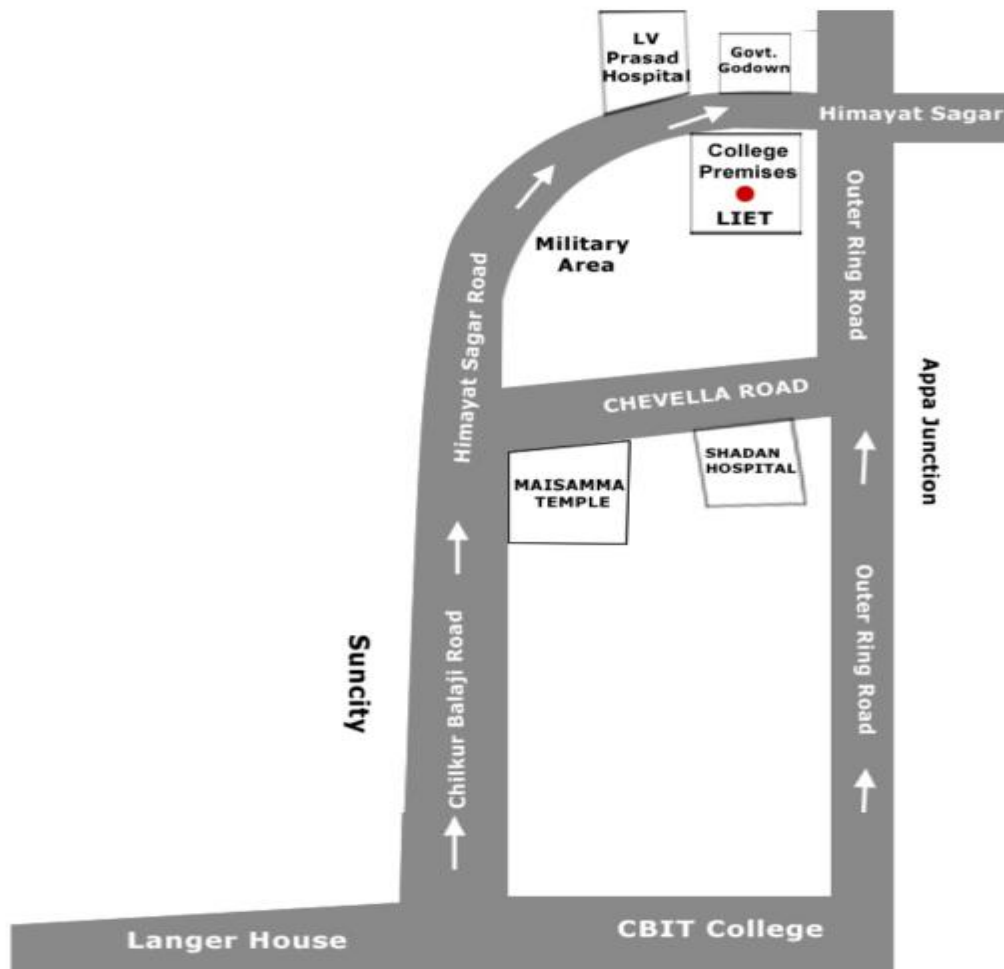 LV
Prasad
Hospital
Govt.
Godown
Himayat Sagar
College
Premises
LIET
Military
Area
Outer Ring Road
Himayat Sagar Road
CHEVELLA ROAD
Appa Junction
MAISAMMA
TEMPLE
SHADAN
HOSPITAL
Suncity
Chilkur Balaji Road
Outer Ring Road
Langer House
CBIT College